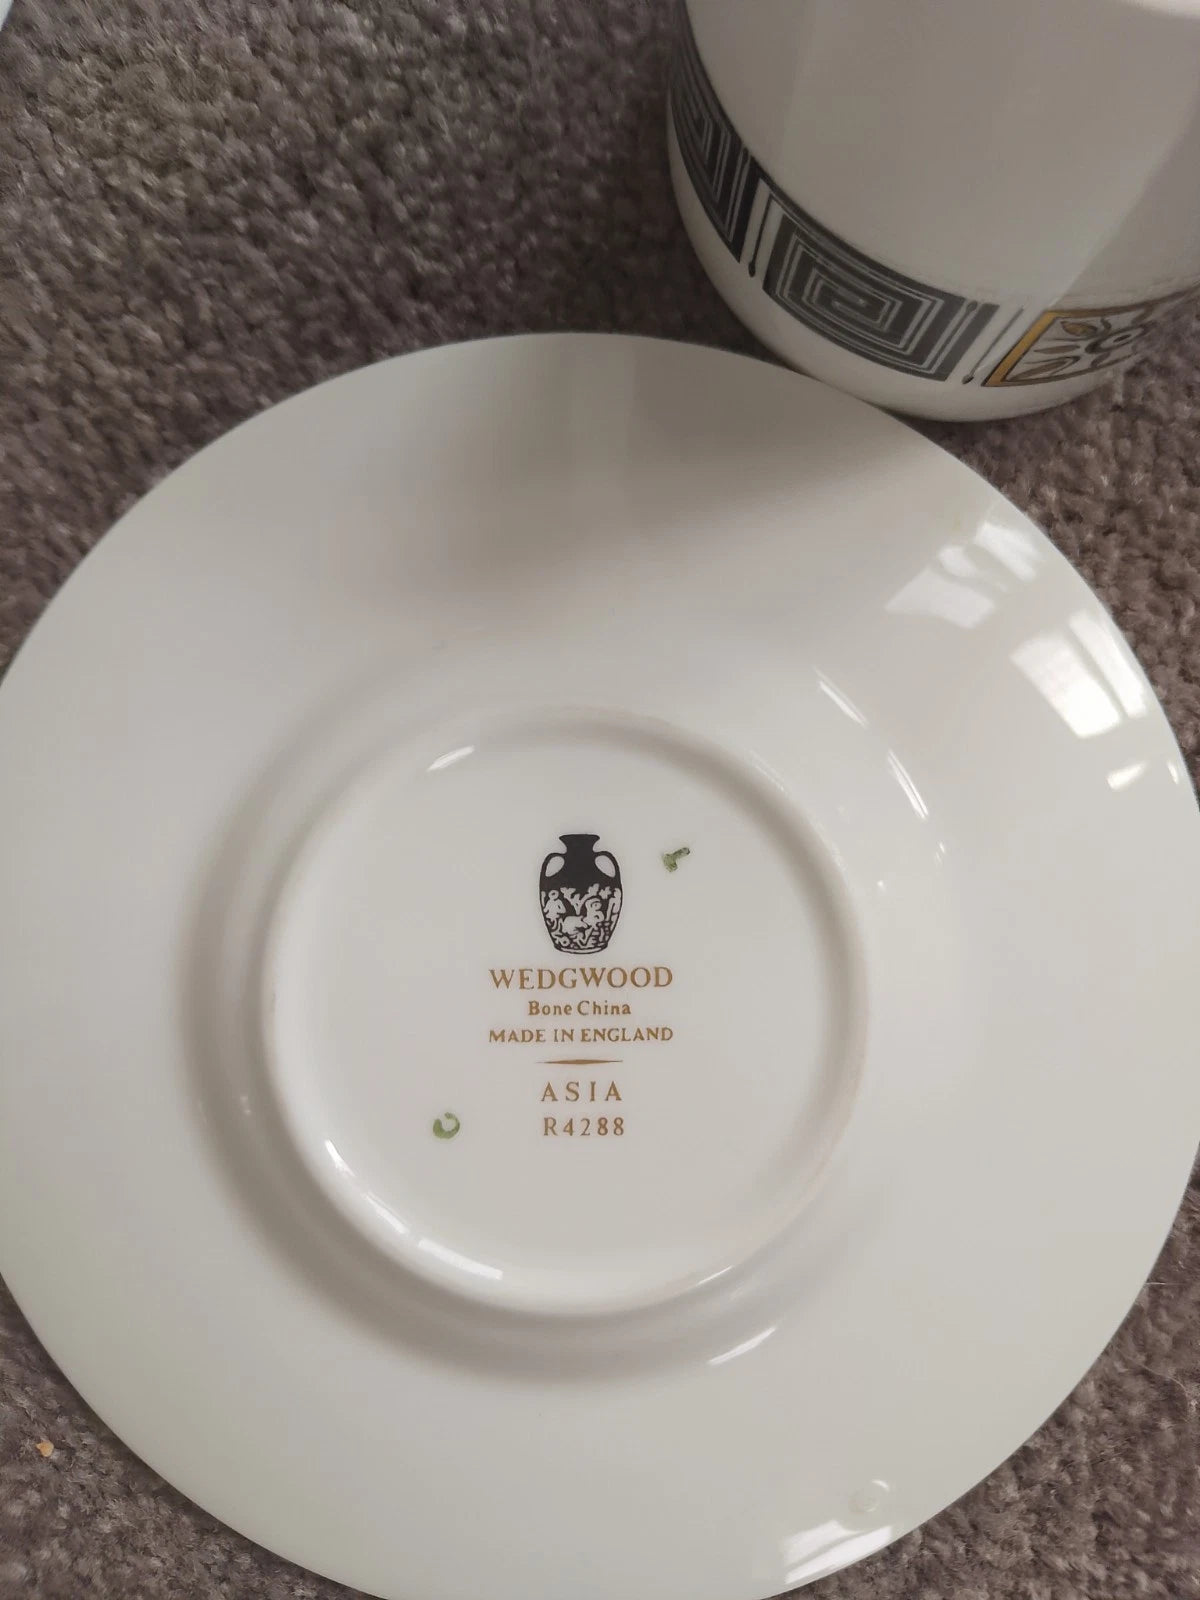 WEDGWOOD
Bone China
MADE IN ENGLAND
ASIA
R4288